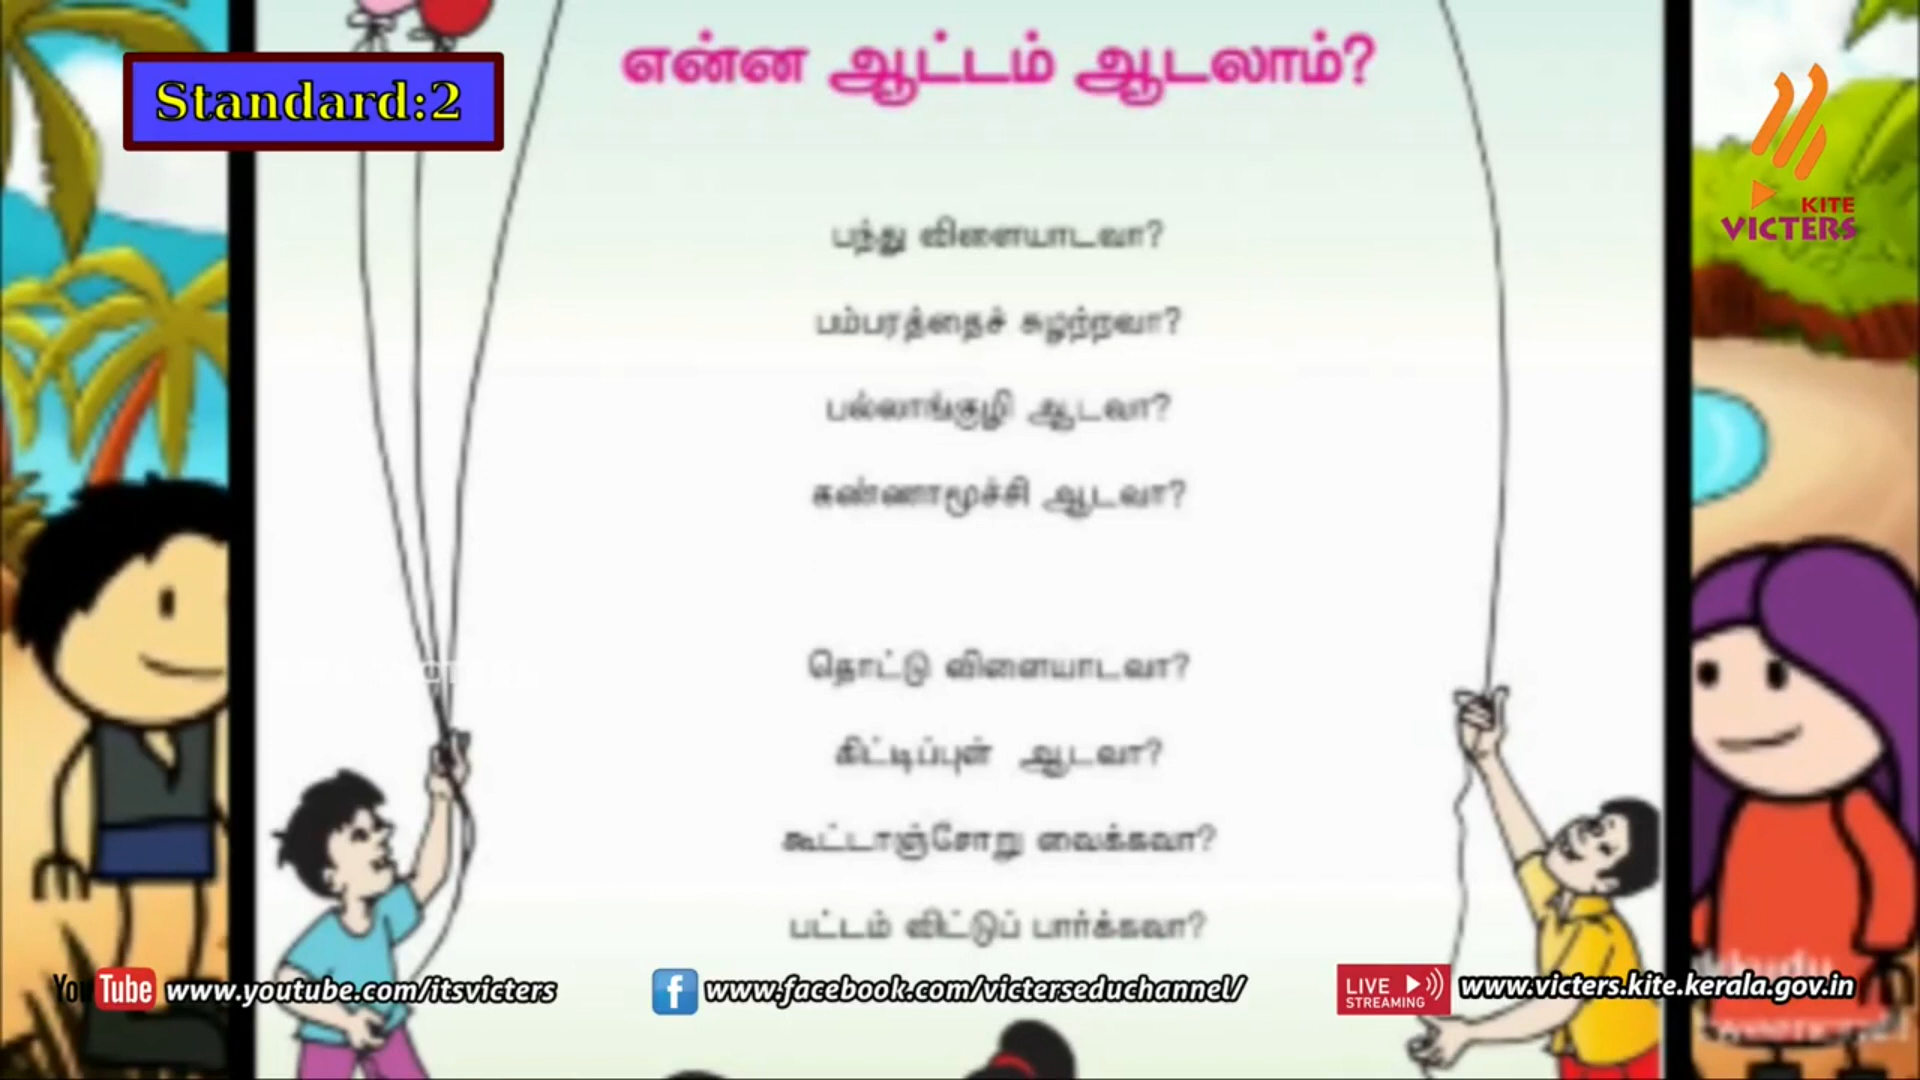 என்ன ஆட்டம் ஆடலாம்?
Standard:2
KITE
VICTERS
பந்து விளையாடவா?
பம்பரத்தைச் சுழற்றவா?
பல்லாங்குழி ஆடவா?
கண்ணாமூச்சி ஆடவா?
தொட்டு விளையாடவா?
கிட்டிப்புள் ஆடவா?
கூட்டாஞ்சோறு வைக்கவா?
பட்டம் விட்டுப் பார்க்கவா?
YouTube www.youtube.com/itsvicters
f www.facebook.com/victerseduchannel/
LIVE STREAMING www.victers.kite.kerala.gov.in